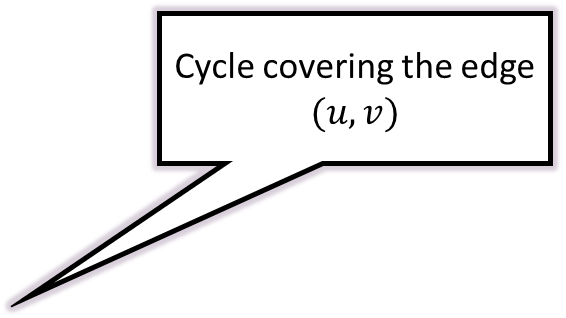 Cycle covering the edge
(u, v)